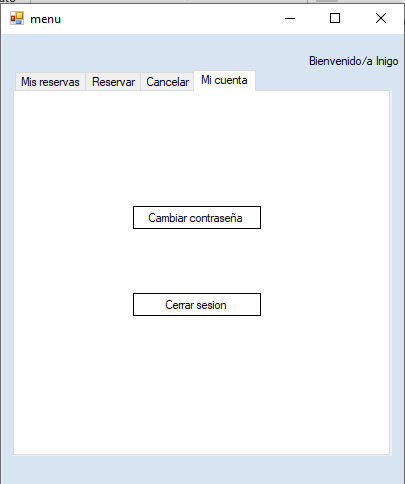 menu
Bienvenido/a Inigo
Mis reservas
Reservar
Cancelar
Mi cuenta
Cambiar contraseña
Cerrar sesion